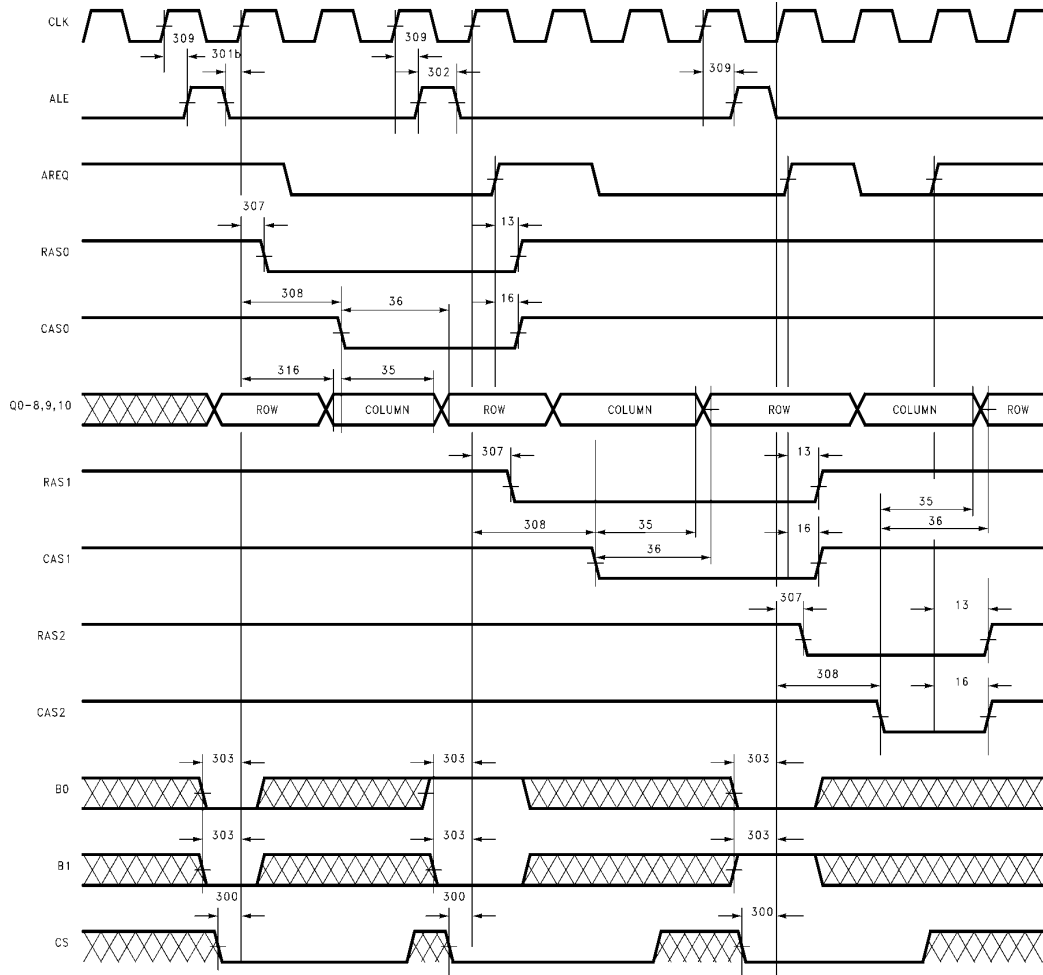 CLK
309
301b
309
302
309
ALE
AREQ
307
13
RAS0
308
36
16
CAS0
316
35
Q0-8,9,10
ROW
COLUMN
ROW
COLUMN
ROW
COLUMN
ROW
307
13
RAS1
35
308
35
16
36
36
CAS1
307
13
RAS2
308
16
CAS2
303
303
303
B0
303
303
303
B1
300
300
300
CS